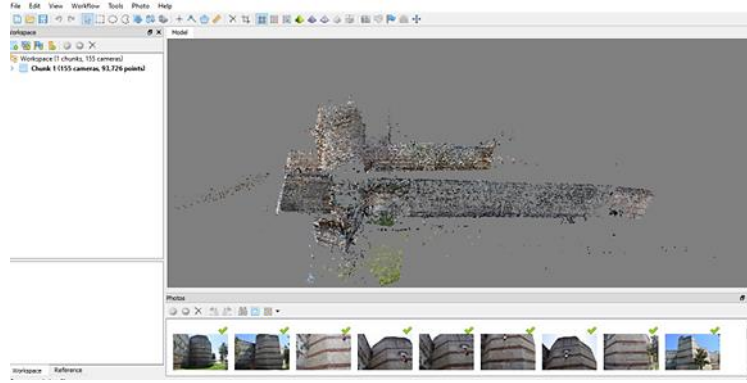 File Edit View Workflow Tools Photo Help
Workspace
Model
Workspace (1 chunks, 155 cameras)
Chunk 1 (155 cameras, 93,726 points)
Photos
Workspace Reference